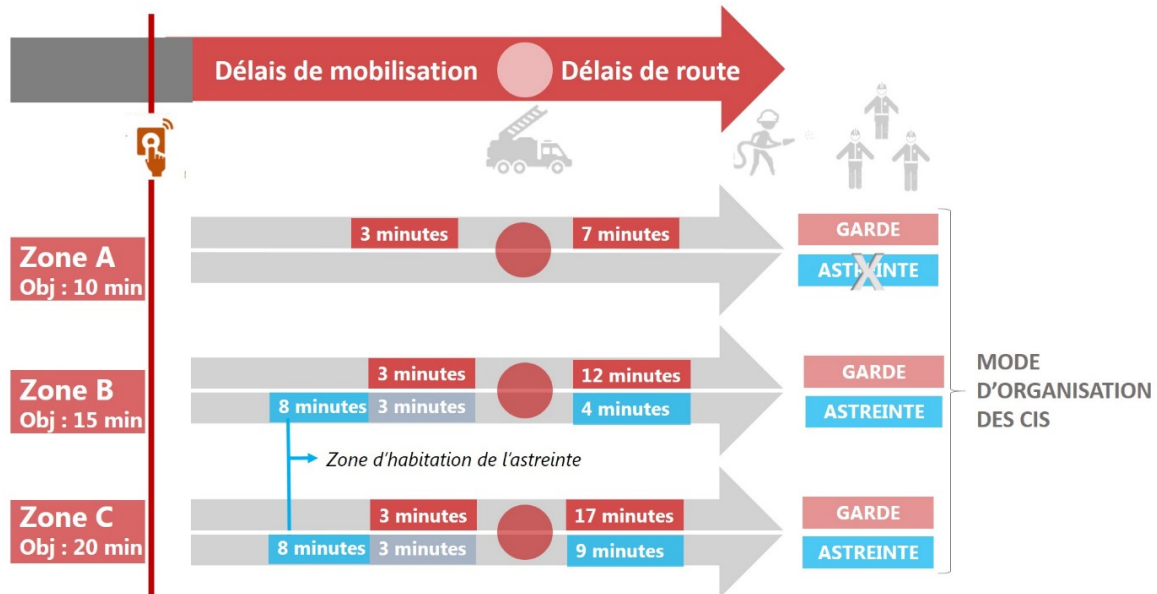 Délais de mobilisation
Délais de route
Zone A
Obj : 10 min
3 minutes
7 minutes
GARDE
ASTREINTE
X
Zone B
Obj : 15 min
3 minutes
12 minutes
8 minutes
3 minutes
4 minutes
GARDE
ASTREINTE
MODE
D'ORGANISATION
DES CIS
Zone d'habitation de l'astreinte
Zone C
Obj : 20 min
3 minutes
17 minutes
8 minutes
3 minutes
9 minutes
GARDE
ASTREINTE